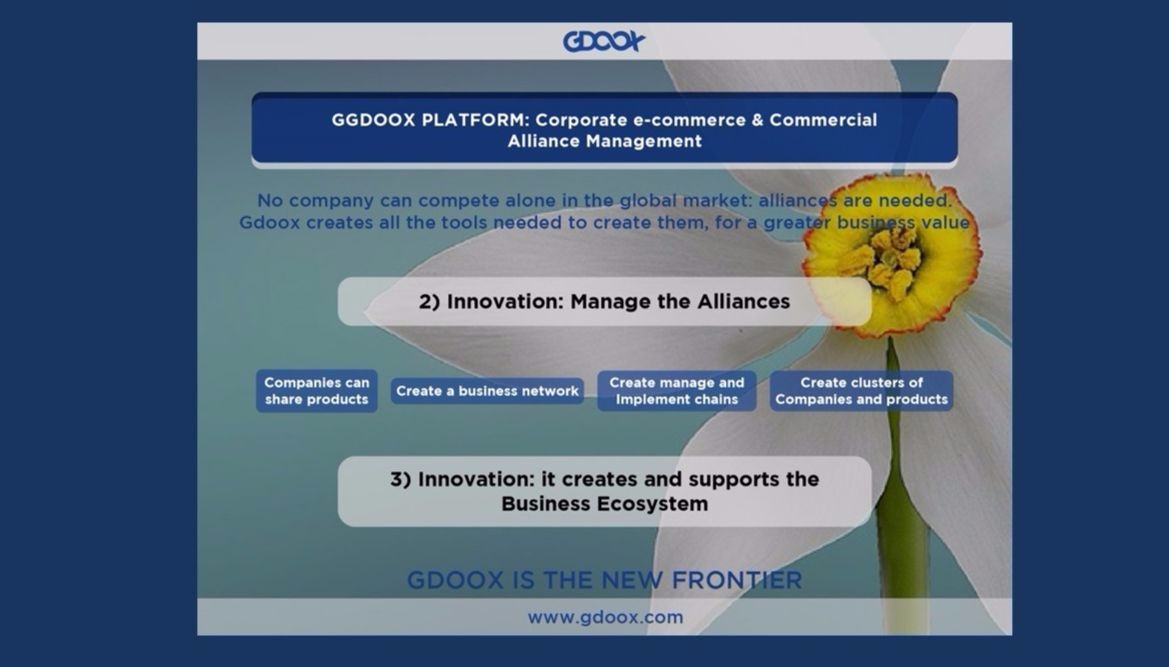 GDOOX
GGDOOX PLATFORM: Corporate e-commerce & Commercial
Alliance Management
No company can compete alone in the global market: alliances are needed.
Gdoox creates all the tools needed to create them, for a greater business value
2) Innovation: Manage the Alliances
Companies can
share products
Create a business network
Create manage and
Implement chains
Create clusters of
Companies and products
3) Innovation: it creates and supports the
Business Ecosystem
GDOOX IS THE NEW FRONTIER
www.gdoox.com